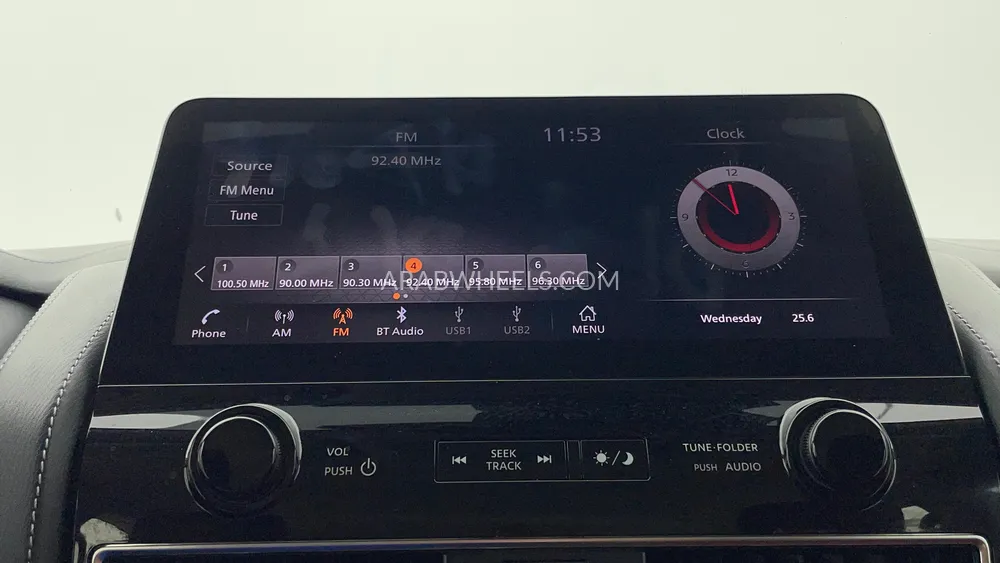 FM
11:53
Clock
92.40 MHz
Source
FM Menu
Tune
12
3
6
9
1
2
3
4
5
6
100.50 MHz
90.00 MHz
90.30 MHz
92.40 MHz
95.80 MHz
96.30 MHz
ARABWHEELS.COM
Phone
AM
FM
BT Audio
USB1
USB2
MENU
Wednesday
25.6
VOL
PUSH
SEEK
TRACK
TUNE·FOLDER
PUSH AUDIO